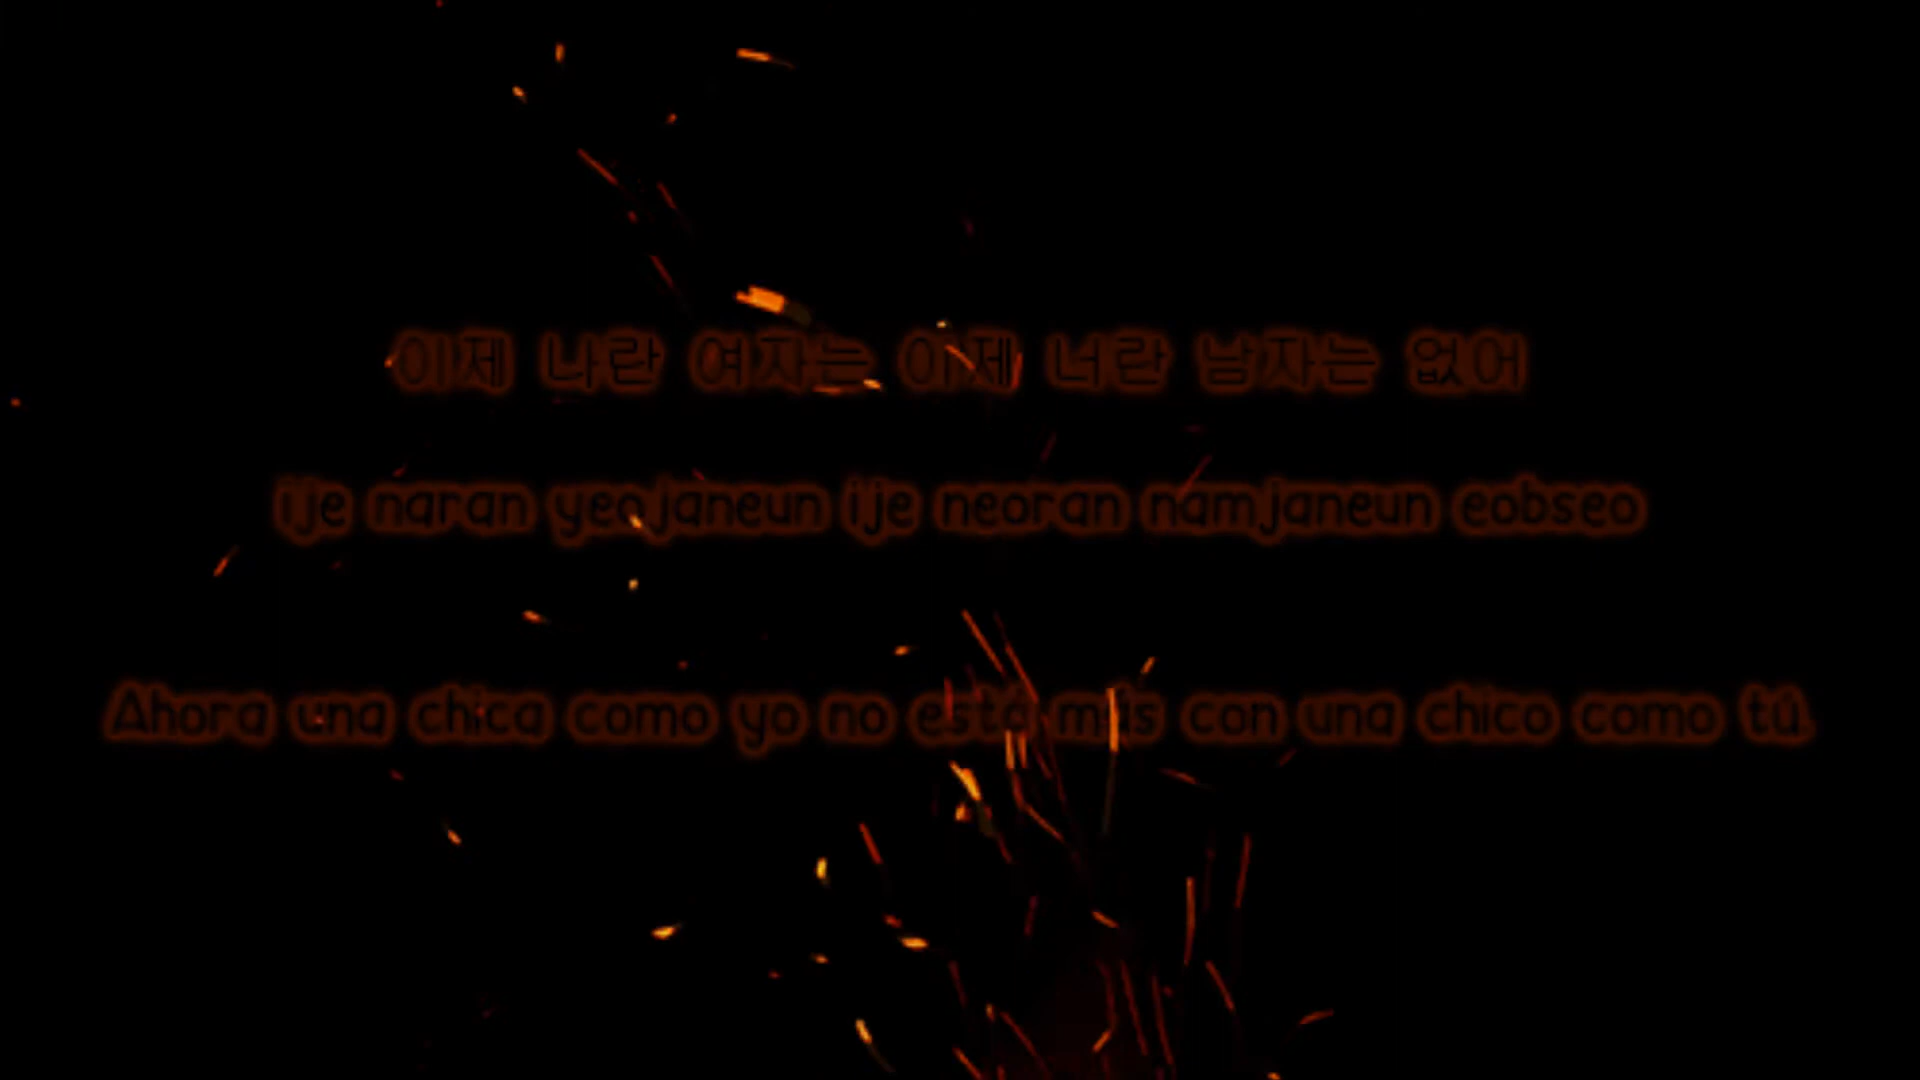 이제 나란 여자는 이제 너란 남자는 없어
ije naran yeojaneun ije neoran namjaneun eobseo
Ahora una chica como yo no está más con una chico como tú.